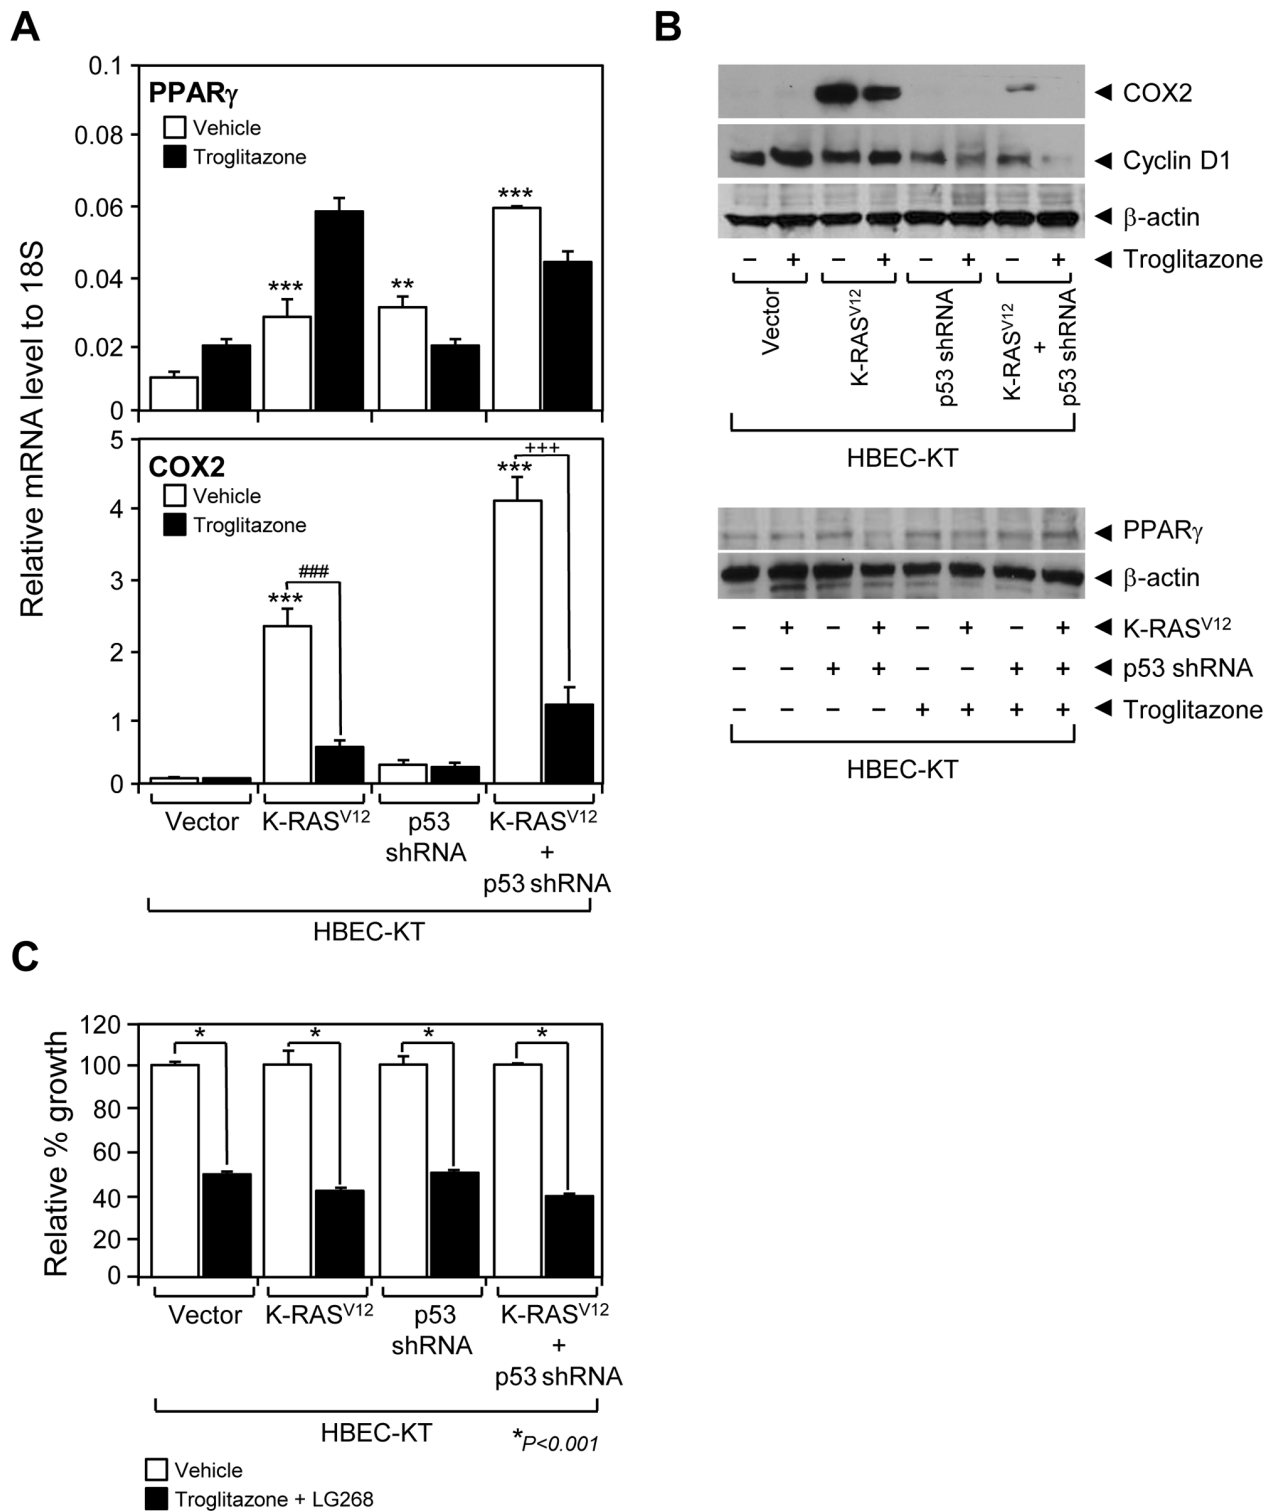 A
Relative mRNA level to 18S
0.1
0.08
0.06
0.04
0.02
0
PPARγ
Vehicle
Troglitazone
***
**
***
5
4
3
2
1
0
COX2
Vehicle
Troglitazone
***
###
***
+++
Vector
K-RASV12
p53
shRNA
K-RASV12
+
p53 shRNA
HBEC-KT
B
COX2
Cyclin D1
β-actin
− + − + − + − + Troglitazone
Vector
K-RASV12
p53 shRNA
K-RASV12
+
p53 shRNA
HBEC-KT
PPARγ
β-actin
− + − + − + − + K-RASV12
− − + + − − + + p53 shRNA
− − − − + + + + Troglitazone
HBEC-KT
C
Relative % growth
120
100
80
60
40
20
0
* * * *
Vector
K-RASV12
p53
shRNA
K-RASV12
+
p53 shRNA
HBEC-KT
*P<0.001
Vehicle
Troglitazone + LG268